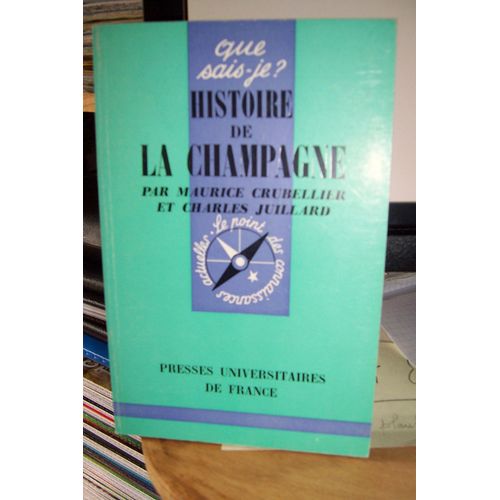 que
sais-je?
HISTOIRE
DE
LA CHAMPAGNE
PAR MAURICE CRUBELLIER
ET CHARLES JUILLARD
le point des connaissances actuelles
PRESSES UNIVERSITAIRES
DE FRANCE